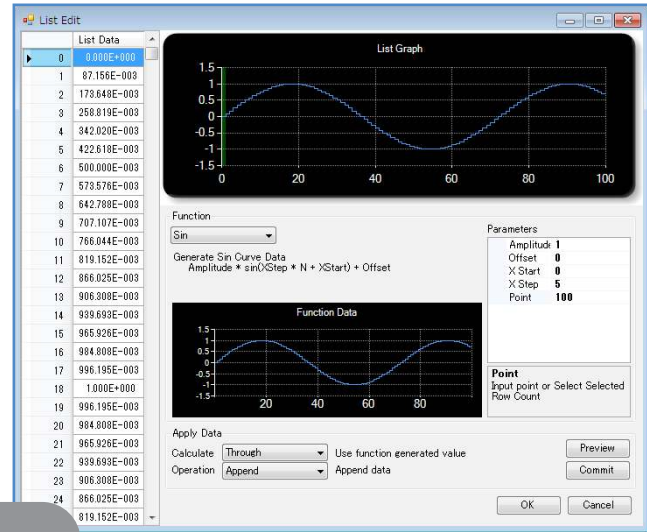 List Edit
List Data
0 0.000E+000
1 87.156E-003
2 173.648E-003
3 258.819E-003
4 342.020E-003
5 422.618E-003
6 500.000E-003
7 573.576E-003
8 642.788E-003
9 707.107E-003
10 766.044E-003
11 819.152E-003
12 866.025E-003
13 906.308E-003
14 939.693E-003
15 965.926E-003
16 984.808E-003
17 996.195E-003
18 1.000E+000
19 996.195E-003
20 984.808E-003
21 965.926E-003
22 939.693E-003
23 906.308E-003
24 866.025E-003
819.152E-003
List Graph
1.5
1
0.5
0
-0.5
-1
-1.5
0 20 40 60 80 100
Function
Sin
Generate Sin Curve Data
Amplitude * sin(XStep * N + XStart) + Offset
Function Data
1.5
1
0.5
0
-0.5
-1
-1.5
20 40 60 80
Parameters
Amplitude 1
Offset 0
X Start 0
X Step 5
Point 100
Point
Input point or Select Selected
Row Count
Apply Data
Calculate Through Use function generated value
Operation Append Append data
Preview
Commit
OK Cancel